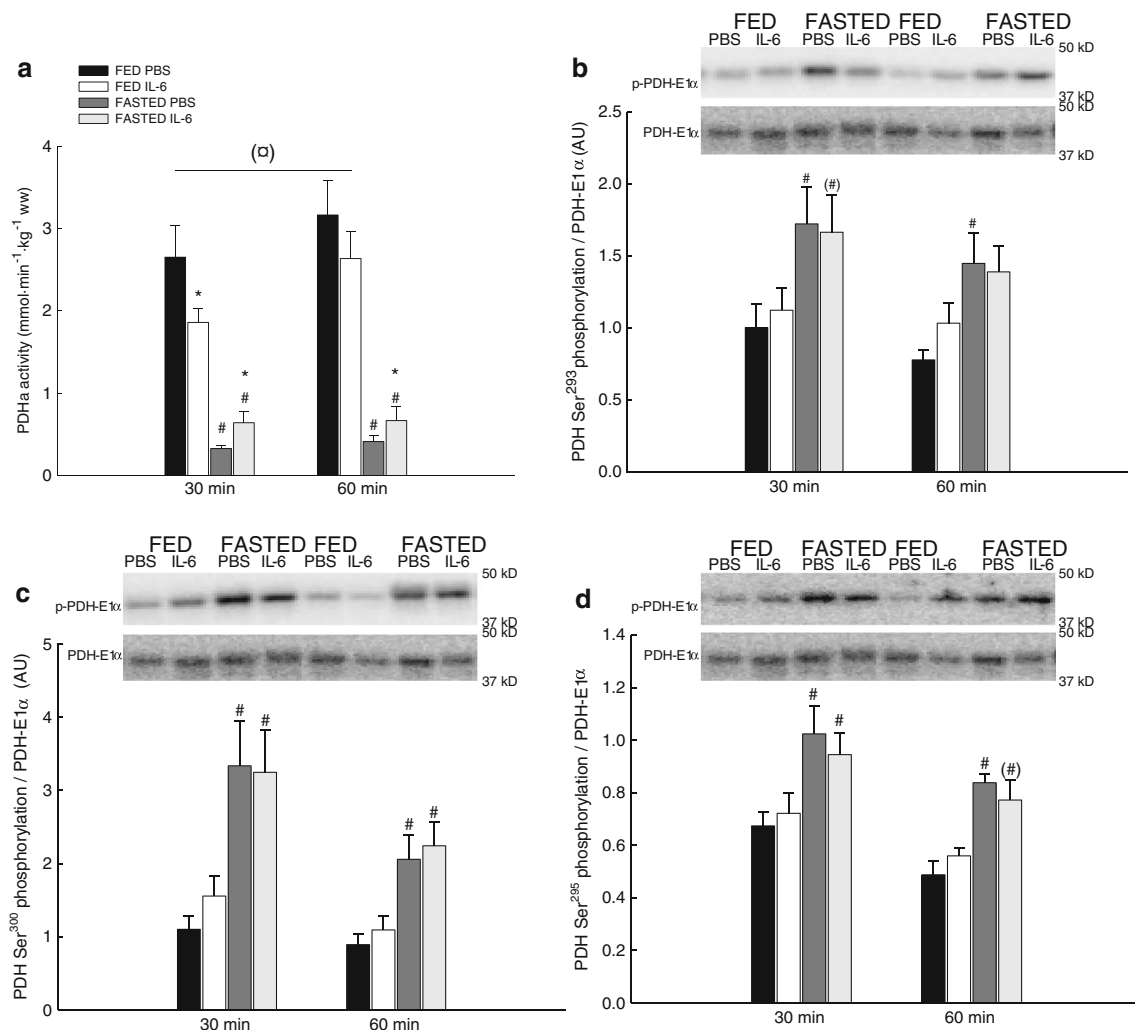 a
FED PBS
FED IL-6
FASTED PBS
FASTED IL-6
PDHa activity (mmol·min⁻¹·kg⁻¹ ww)
4
3
2
1
0
(¤)
*
#
*
#
#
*
#
30 min
60 min
b
FED FASTED FED FASTED
PBS IL-6 PBS IL-6 PBS IL-6 PBS IL-6
p-PDH-E1α
50 kD
37 kD
PDH-E1α
50 kD
37 kD
PDH Ser²⁹³ phosphorylation / PDH-E1α (AU)
2.5
2.0
1.5
1.0
0.5
0.0
#
(#)
#
30 min
60 min
c
FED FASTED FED FASTED
PBS IL-6 PBS IL-6 PBS IL-6 PBS IL-6
p-PDH-E1α
50 kD
37 kD
PDH-E1α
50 kD
37 kD
PDH Ser³⁰⁰ phosphorylation / PDH-E1α (AU)
5
4
3
2
1
0
#
#
#
#
30 min
60 min
d
FED FASTED FED FASTED
PBS IL-6 PBS IL-6 PBS IL-6 PBS IL-6
p-PDH-E1α
50 kD
37 kD
PDH-E1α
50 kD
37 kD
PDH Ser²⁹⁵ phosphorylation / PDH-E1α
1.4
1.2
1.0
0.8
0.6
0.4
0.2
0.0
#
#
#
(#)
30 min
60 min